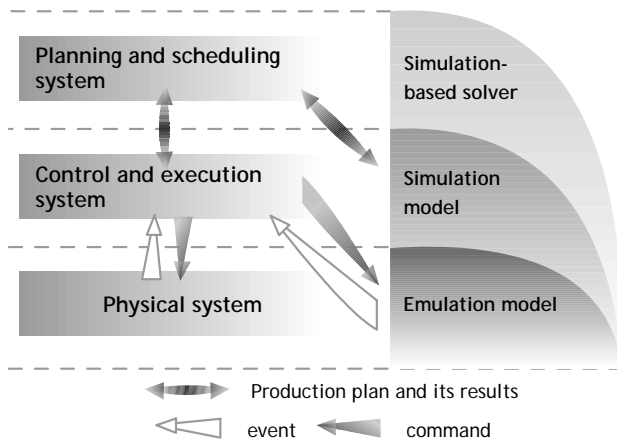 Planning and scheduling
system
Simulation-
based solver
Control and execution
system
Simulation
model
Physical system
Emulation model
Production plan and its results
event
command